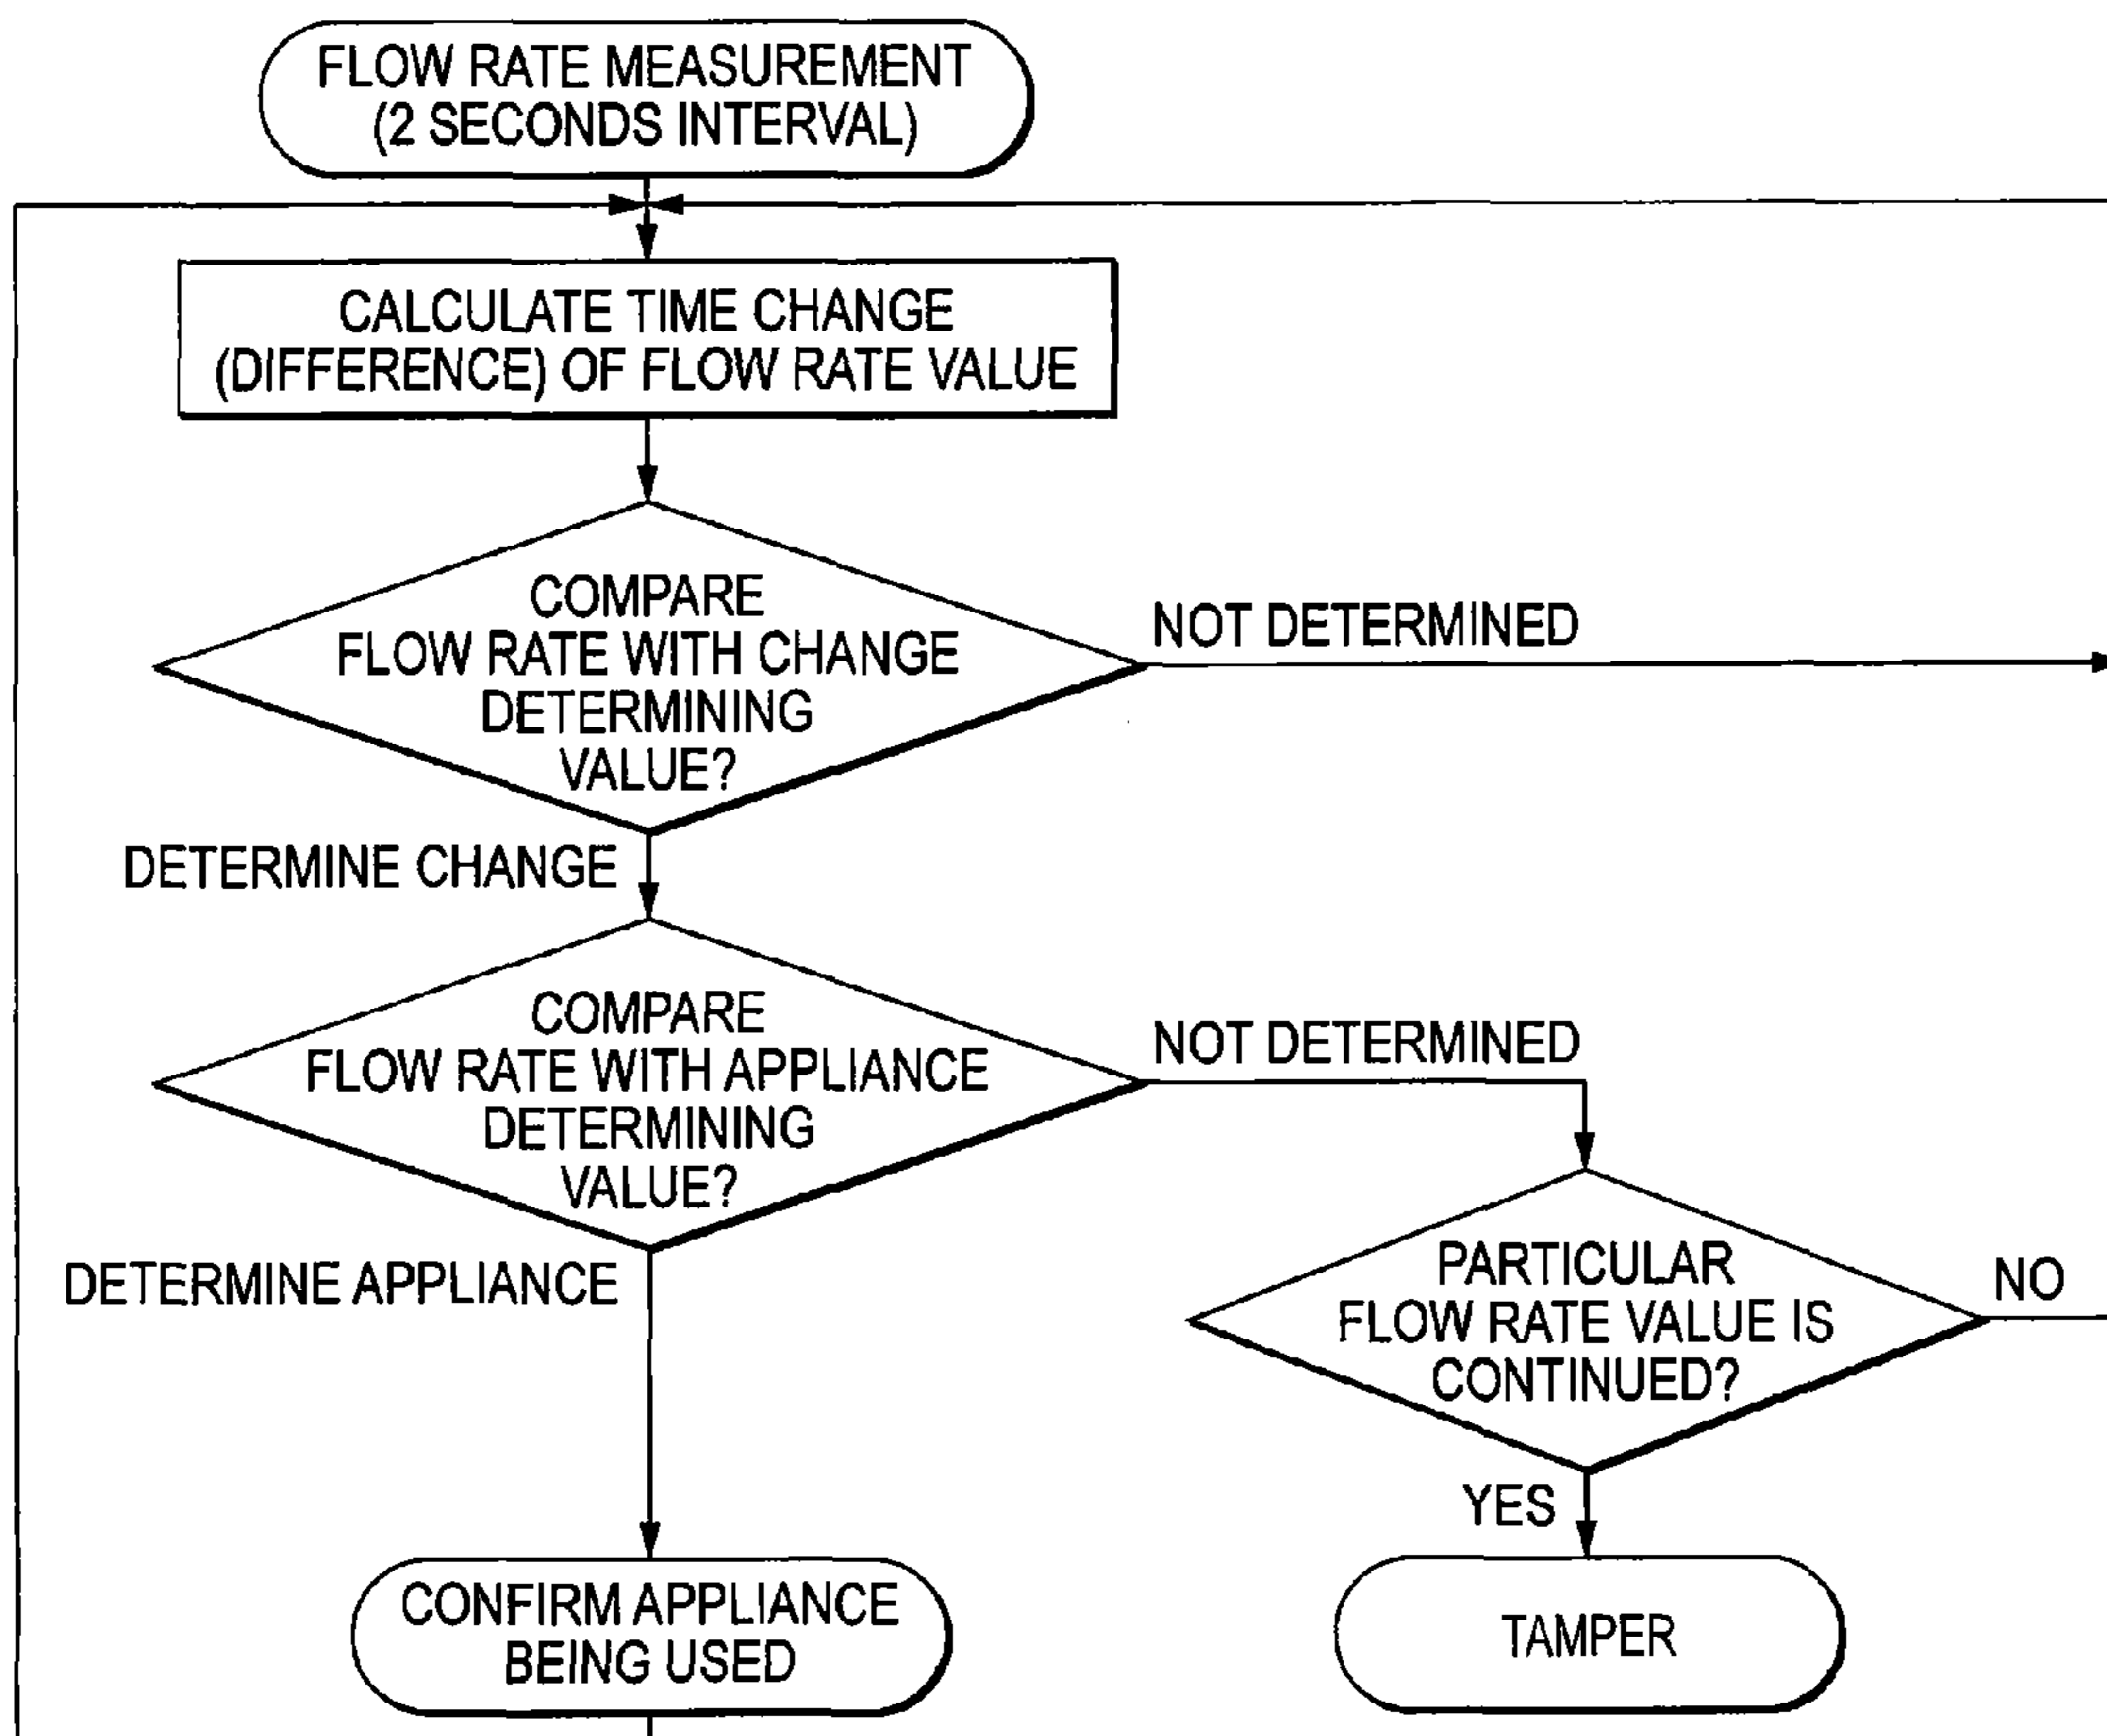 FLOW RATE MEASUREMENT
(2 SECONDS INTERVAL)
CALCULATE TIME CHANGE
(DIFFERENCE) OF FLOW RATE VALUE
COMPARE
FLOW RATE WITH CHANGE
DETERMINING
VALUE?
NOT DETERMINED
DETERMINE CHANGE
COMPARE
FLOW RATE WITH APPLIANCE
DETERMINING
VALUE?
NOT DETERMINED
DETERMINE APPLIANCE
PARTICULAR
FLOW RATE VALUE IS
CONTINUED?
NO
YES
CONFIRM APPLIANCE
BEING USED
TAMPER